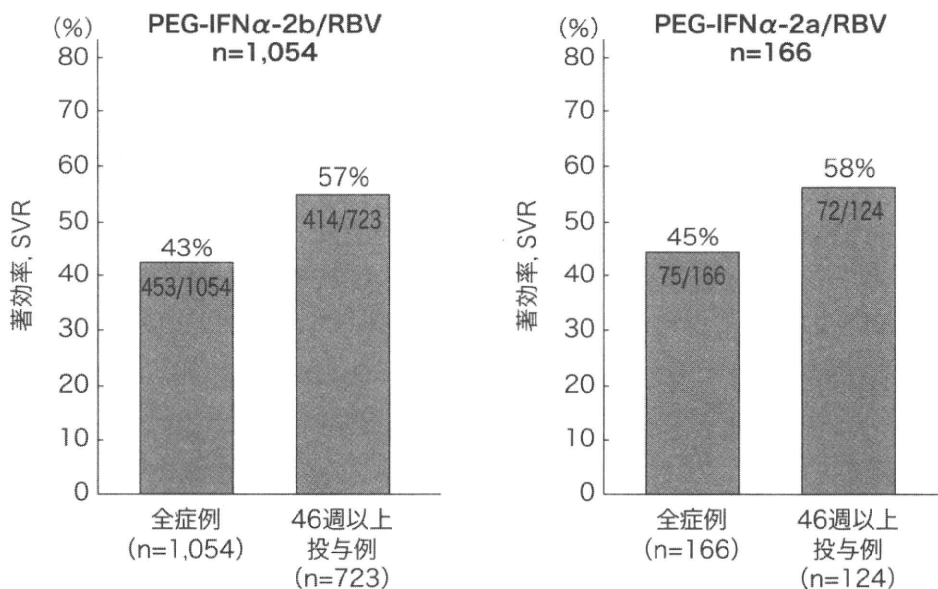 PEG-IFNα-2b/RBV
n=1,054
(%)
80
70
60
50
40
30
20
10
0
著効率, SVR
43%
453/1054
57%
414/723
全症例
(n=1,054)
46週以上
投与例
(n=723)
PEG-IFNα-2a/RBV
n=166
(%)
80
70
60
50
40
30
20
10
0
著効率, SVR
45%
75/166
58%
72/124
全症例
(n=166)
46週以上
投与例
(n=124)